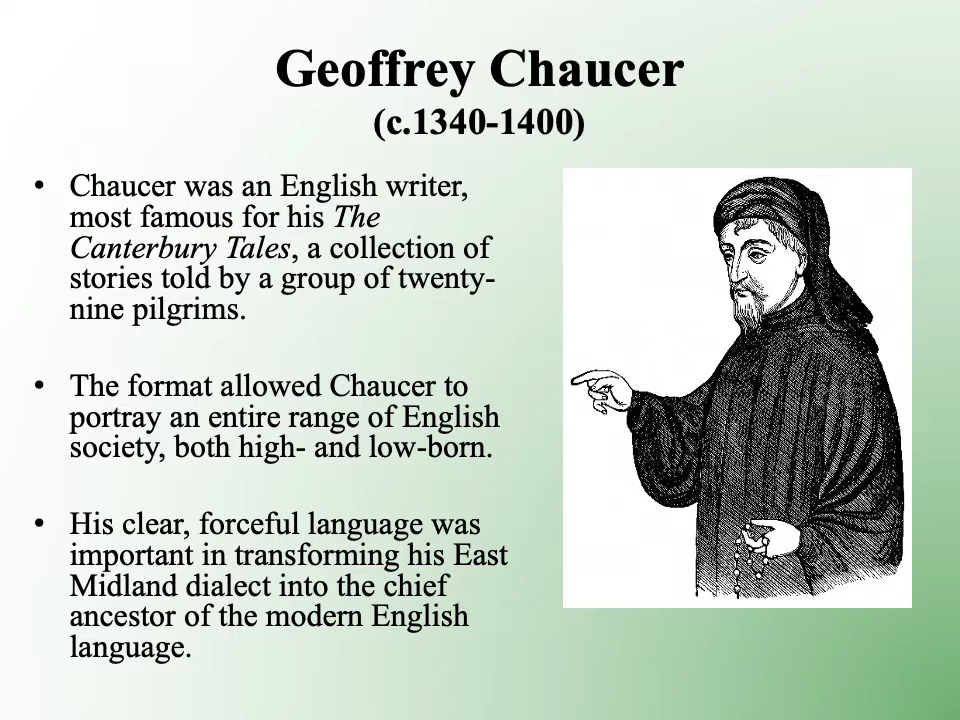 Geoffrey Chaucer
(c.1340-1400)
• Chaucer was an English writer,
most famous for his The
Canterbury Tales, a collection of
stories told by a group of twenty-
nine pilgrims.
• The format allowed Chaucer to
portray an entire range of English
society, both high- and low-born.
• His clear, forceful language was
important in transforming his East
Midland dialect into the chief
ancestor of the modern English
language.